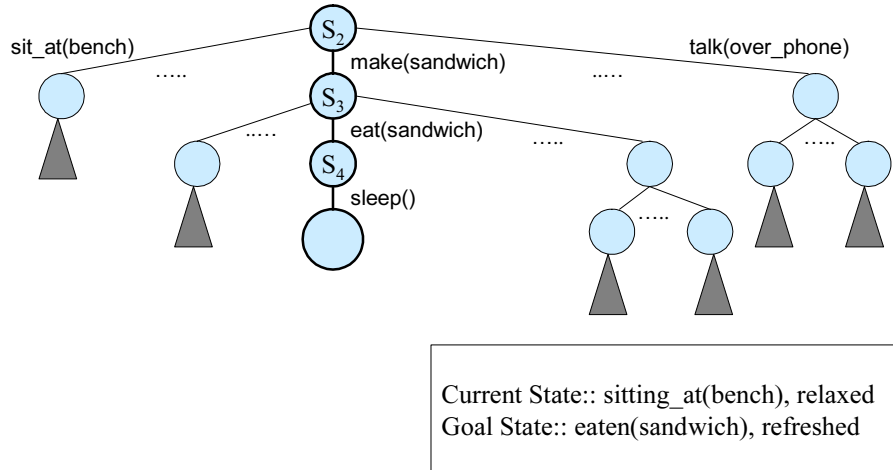 S2
sit_at(bench)
talk(over_phone)
.....
make(sandwich)
.....
S3
.....
eat(sandwich)
.....
.....
S4
sleep()
.....
Current State:: sitting_at(bench), relaxed
Goal State:: eaten(sandwich), refreshed